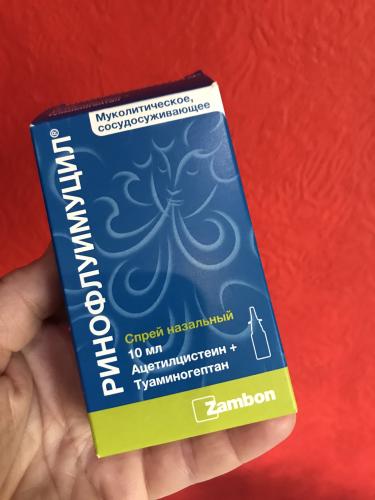 Муколитическое,
сосудосуживающее
РИНОФЛУИМУЦИЛ®
Спрей назальный
10 мл
Ацетилцистеин +
Туаминогептан
Zambon